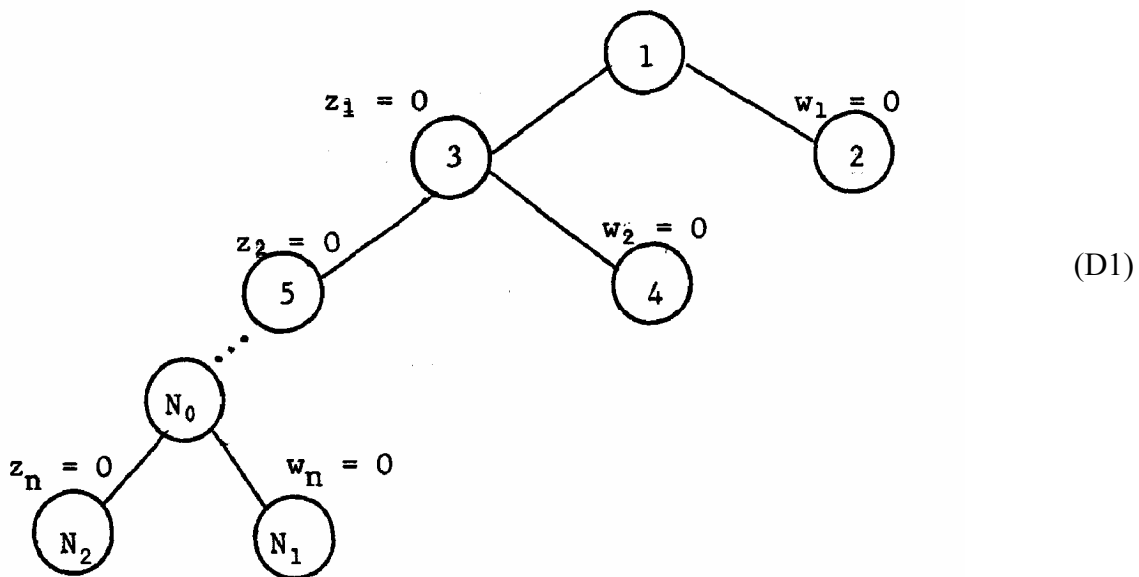 1
z₁ = 0
w₁ = 0
3
2
z₂ = 0
w₂ = 0
(D1)
5
4
N₀
zₙ = 0
wₙ = 0
N₂
N₁